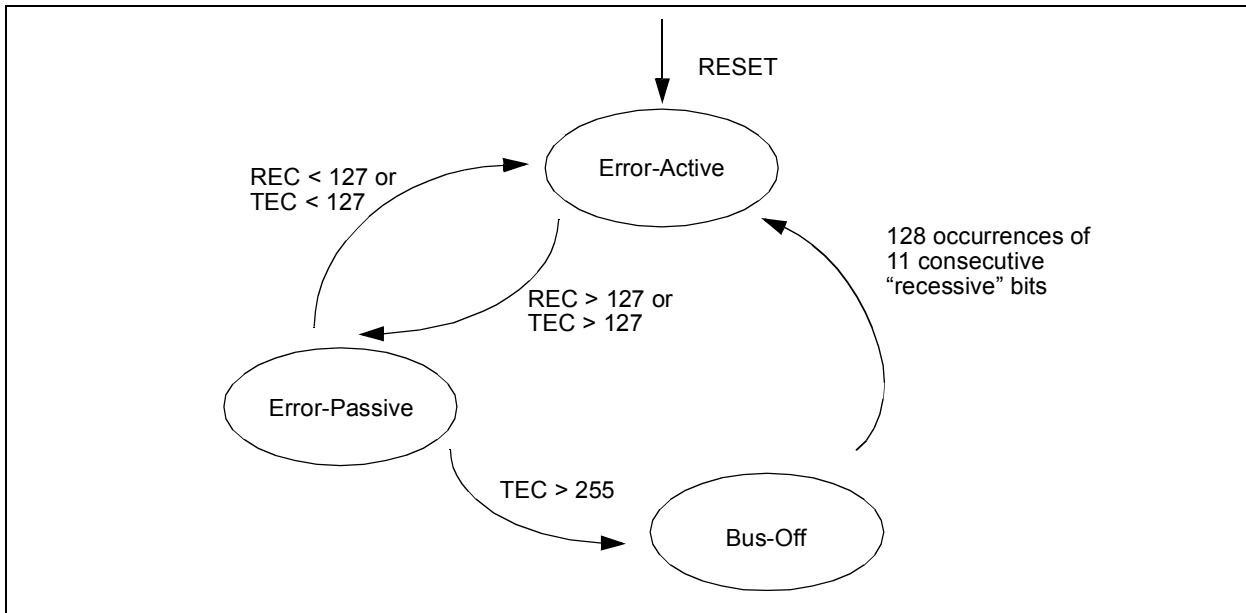 RESET
Error-Active
REC < 127 or
TEC < 127
128 occurrences of
11 consecutive
“recessive” bits
REC > 127 or
TEC > 127
Error-Passive
TEC > 255
Bus-Off